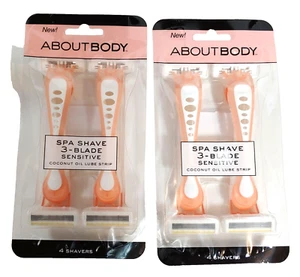 New!
ABOUTBODY
SPA SHAVE
3-BLADE
SENSITIVE
COCONUT OIL LUBE STRIP
4 SHAVERS
New!
ABOUTBODY
SPA SHAVE
3-BLADE
SENSITIVE
COCONUT OIL LUBE STRIP
4 SHAVERS